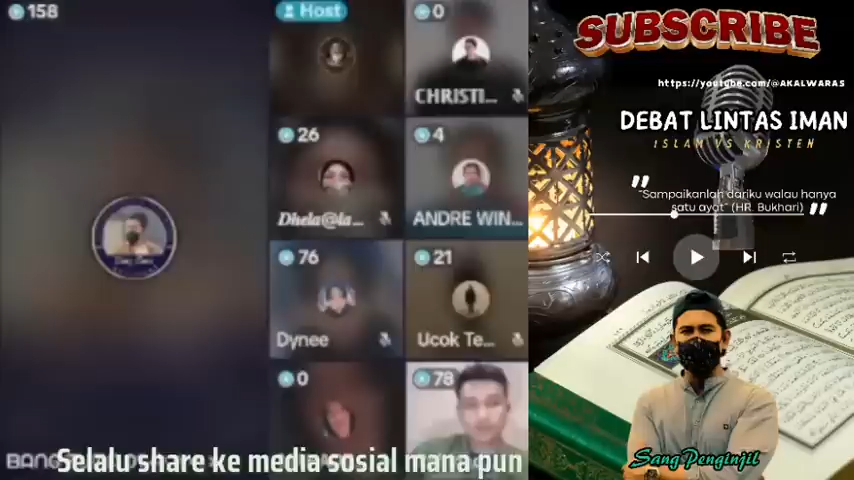 158
Host
0
CHRISTI...
26
4
Dhela@la...
ANDRE WIN...
76
21
Dynee
Ucok Te...
0
78
Selalu share ke media sosial mana pun
SUBSCRIBE
https://youtube.com/@AKALWARAS
DEBAT LINTAS IMAN
ISLAM VS KRISTEN
"Sampaikanlah dariku walau hanya
satu ayat" (HR. Bukhari)
Sang Penginjil